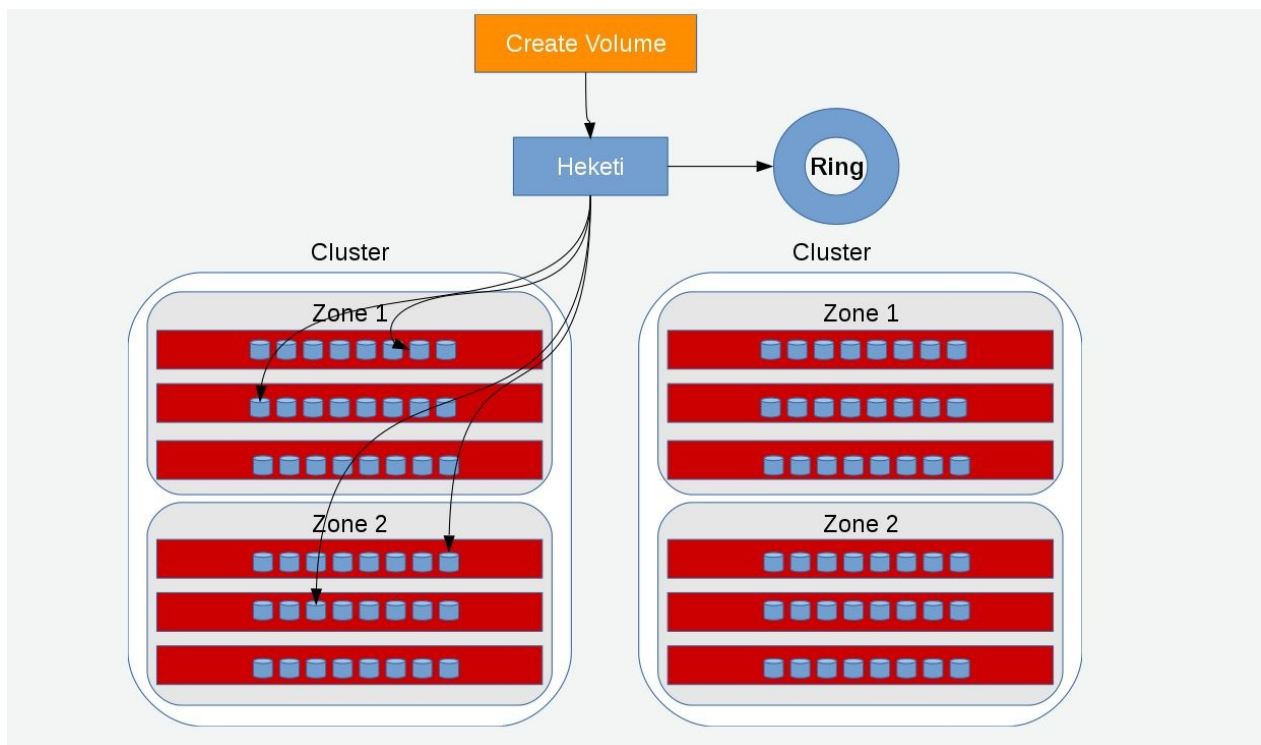 Create Volume
Heketi
Ring
Cluster
Cluster
Zone 1
Zone 1
Zone 2
Zone 2